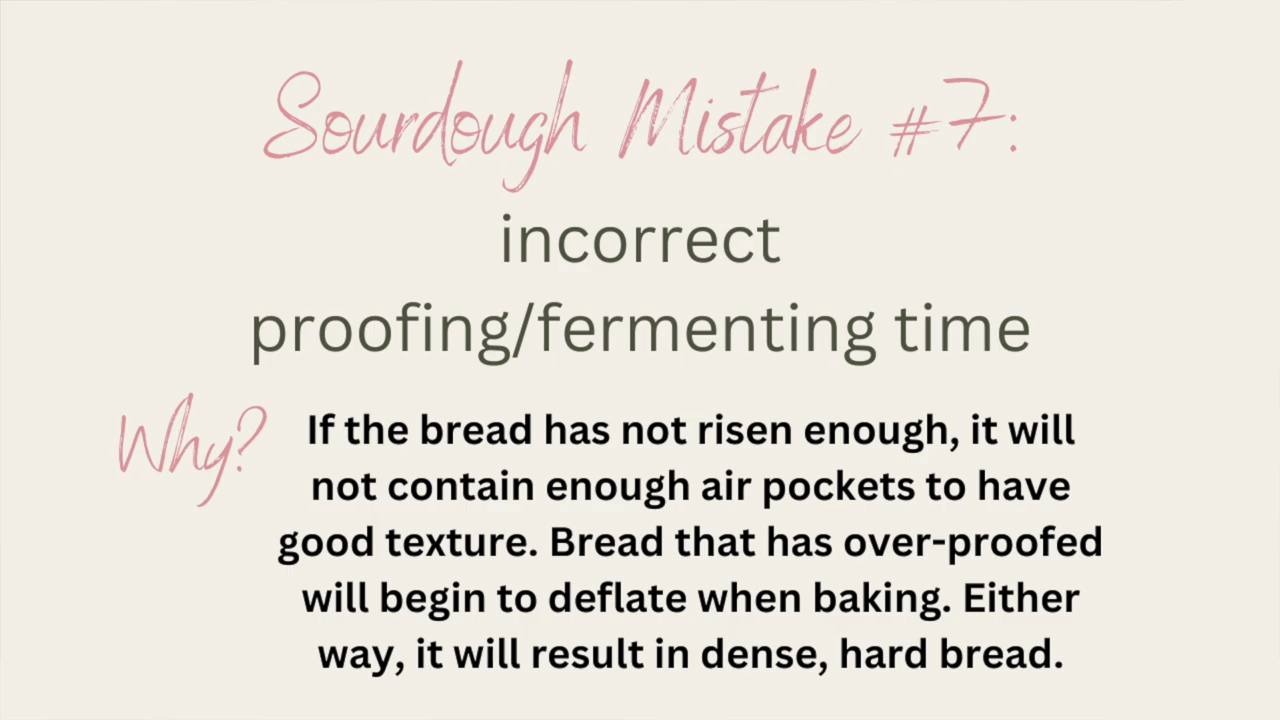 Sourdough Mistake #7:
incorrect
proofing/fermenting time
Why?
If the bread has not risen enough, it will
not contain enough air pockets to have
good texture. Bread that has over-proofed
will begin to deflate when baking. Either
way, it will result in dense, hard bread.